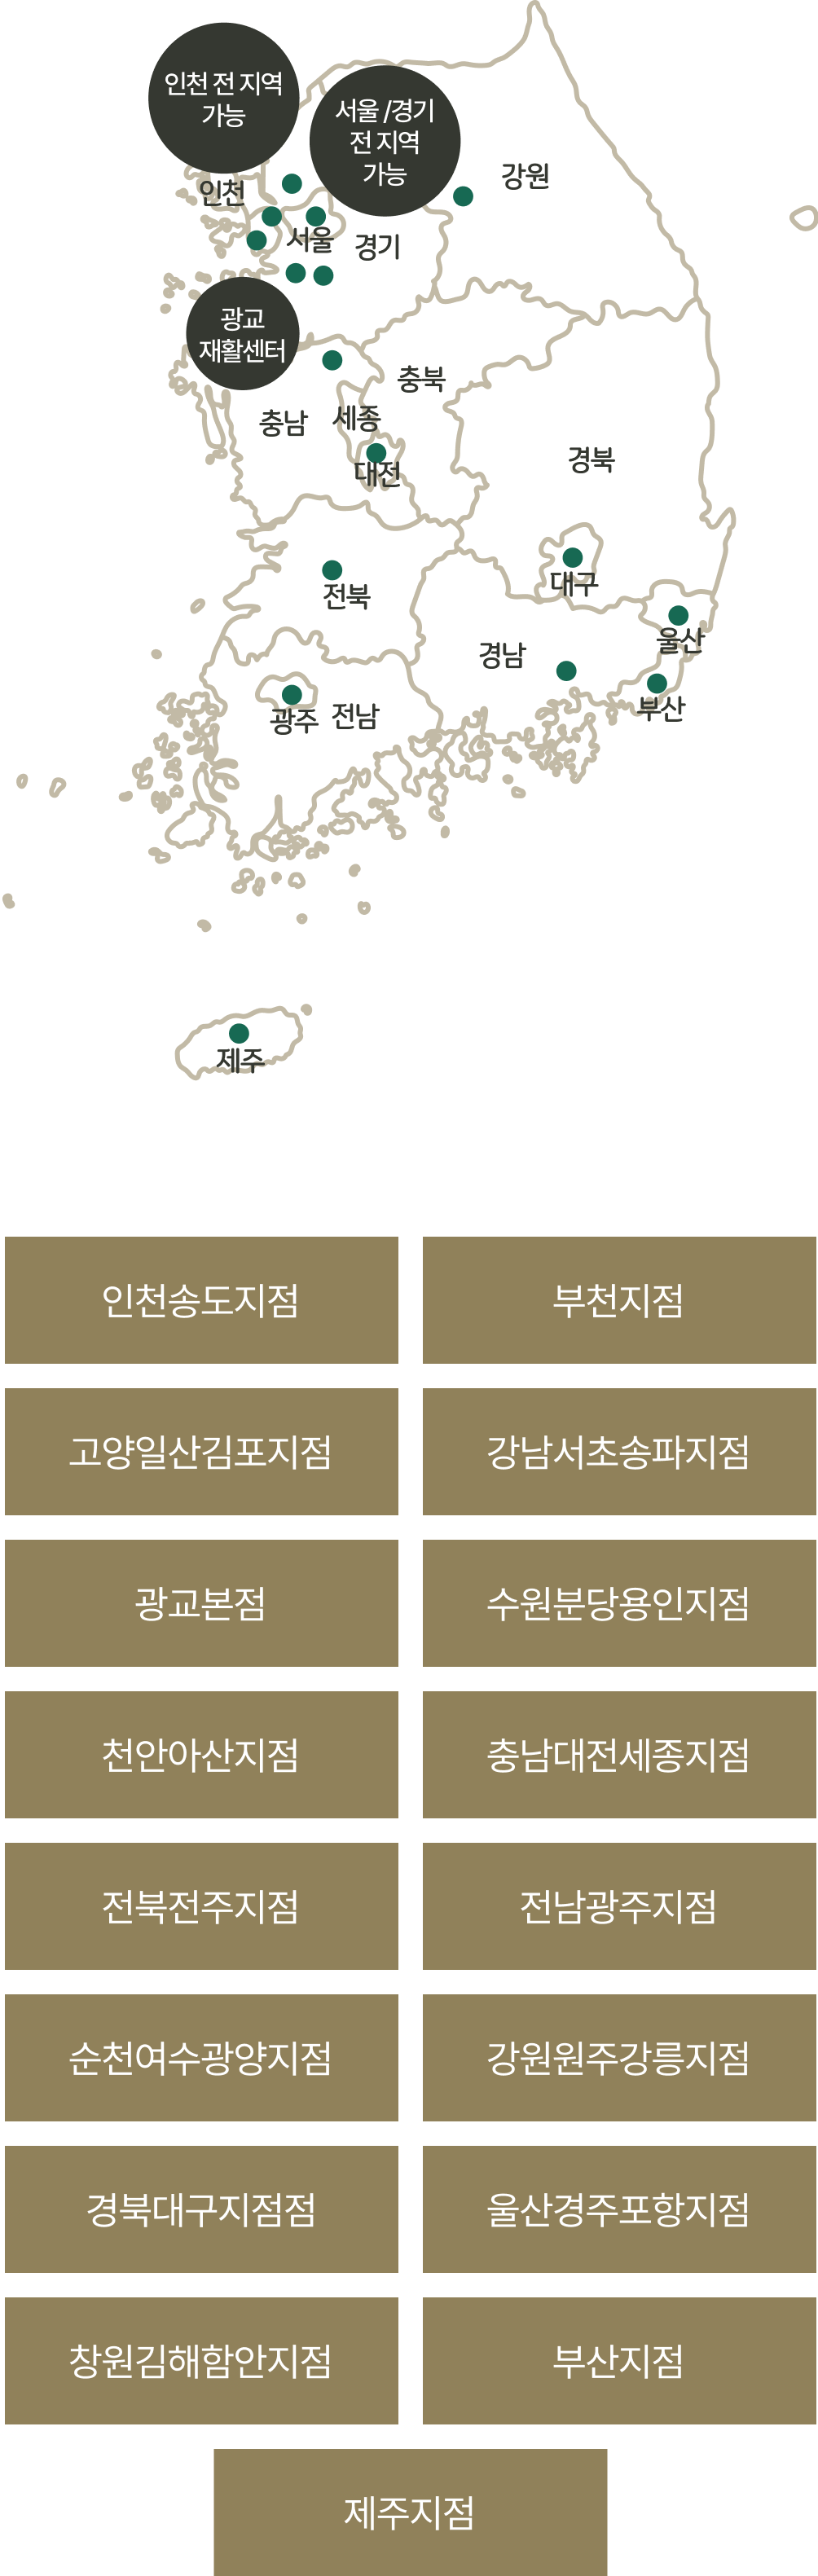 인천 전 지역
가능
서울 /경기
전 지역
가능
강원
인천
서울
경기
광교
재활센터
충북
세종
충남
경북
대전
대구
전북
울산
경남
부산
광주
전남
제주
인천송도지점
부천지점
고양일산김포지점
강남서초송파지점
광교본점
수원분당용인지점
천안아산지점
충남대전세종지점
전북전주지점
전남광주지점
순천여수광양지점
강원원주강릉지점
경북대구지점점
울산경주포항지점
창원김해함안지점
부산지점
제주지점